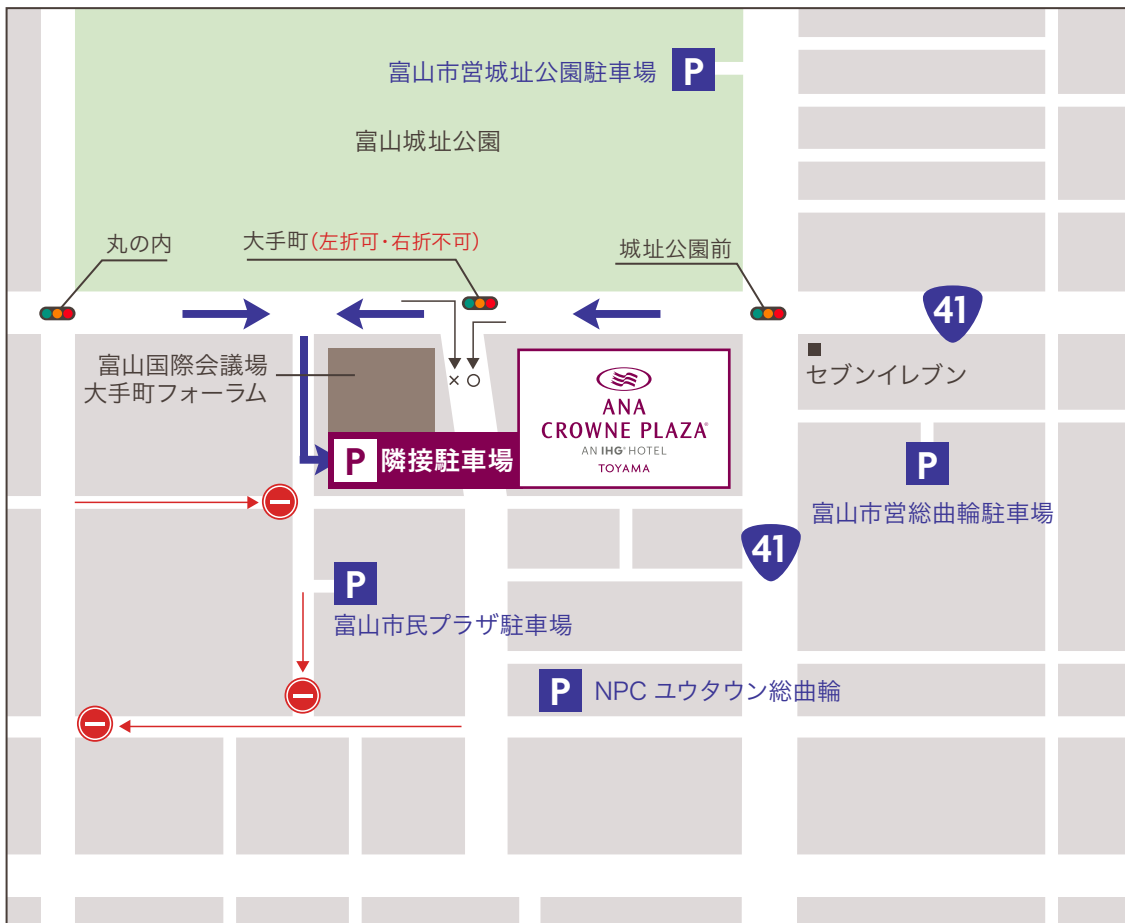 富山市営城址公園駐車場 P
富山城址公園
丸の内
大手町(左折可・右折不可)
城址公園前
41
富山国際会議場
大手町フォーラム
× ○
セブンイレブン
ANA
CROWNE PLAZA®
AN IHG® HOTEL
TOYAMA
P 隣接駐車場
P
富山市営総曲輪駐車場
41
P
富山市民プラザ駐車場
P NPC ユウタウン総曲輪